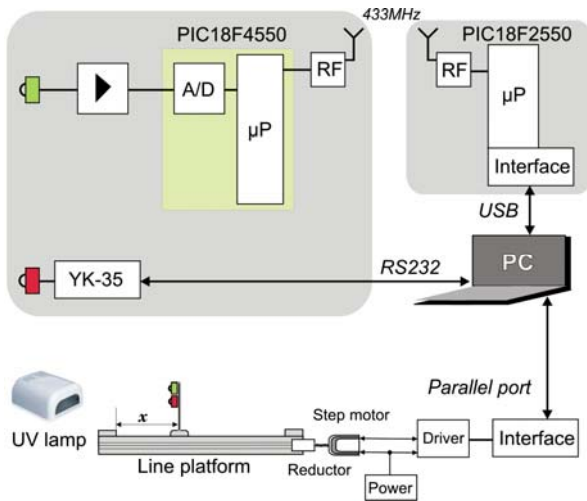 433MHz
PIC18F4550
PIC18F2550
RF
RF
A/D
µP
µP
Interface
USB
PC
YK-35
RS232
Parallel port
x
Step motor
UV lamp
Driver
Interface
Line platform
Reductor
Power